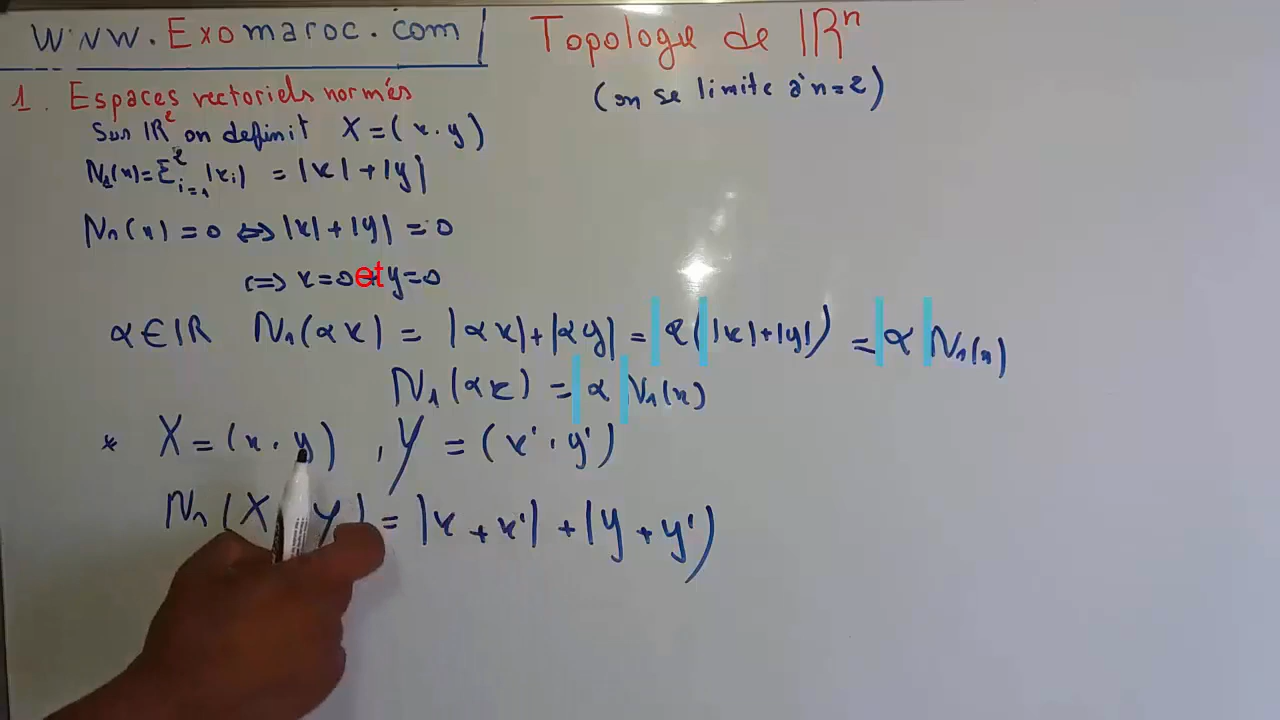 www.Exomaroc.com
Topologie de ℝⁿ
(on se limite à n=2)
1. Espaces vectoriels normés
Sur ℝ² on definit X=(x.y)
N₁(x)=Σ²ᵢ₌₁ |xᵢ| = |x|+|y|
N₁(x)=0 ⇔ |x|+|y|=0
⇔ x=0 et y=0
α∈ℝ N₁(αx) = |αx|+|αy| = |α|(|x|+|y|) = |α| N₁(x)
N₁(αx) = |α| N₁(x)
* X=(x.y) , Y=(x'.y')
N₁(X Y) = |x+x'|+|y+y'|